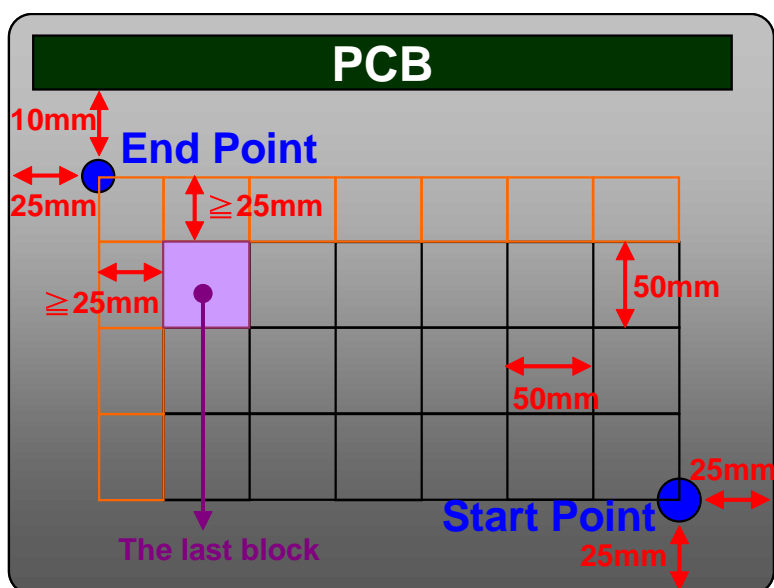 PCB
10mm
End Point
25mm
≧25mm
≧25mm
50mm
50mm
25mm
Start Point
The last block
25mm